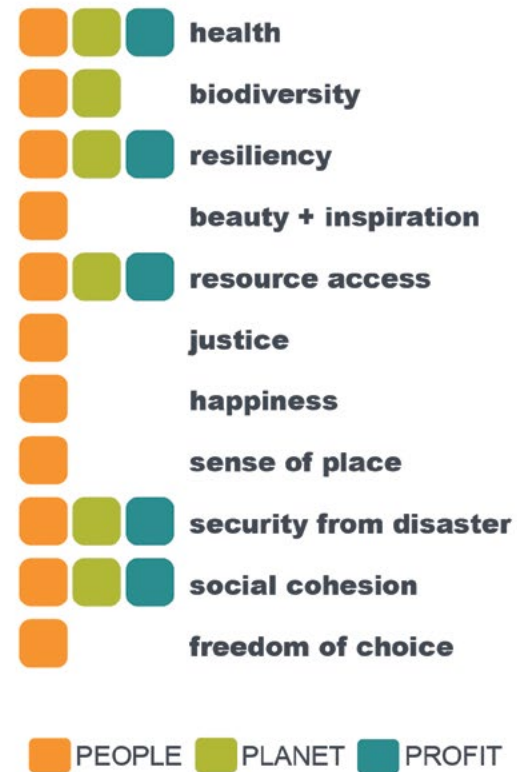 health
biodiversity
resiliency
beauty + inspiration
resource access
justice
happiness
sense of place
security from disaster
social cohesion
freedom of choice
PEOPLE PLANET PROFIT